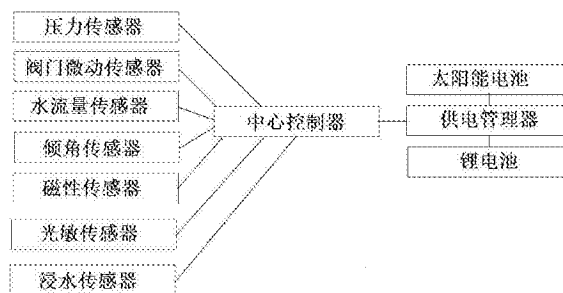 压力传感器
阀门微动传感器
水流量传感器
倾角传感器
磁性传感器
光敏传感器
浸水传感器
中心控制器
太阳能电池
供电管理器
锂电池